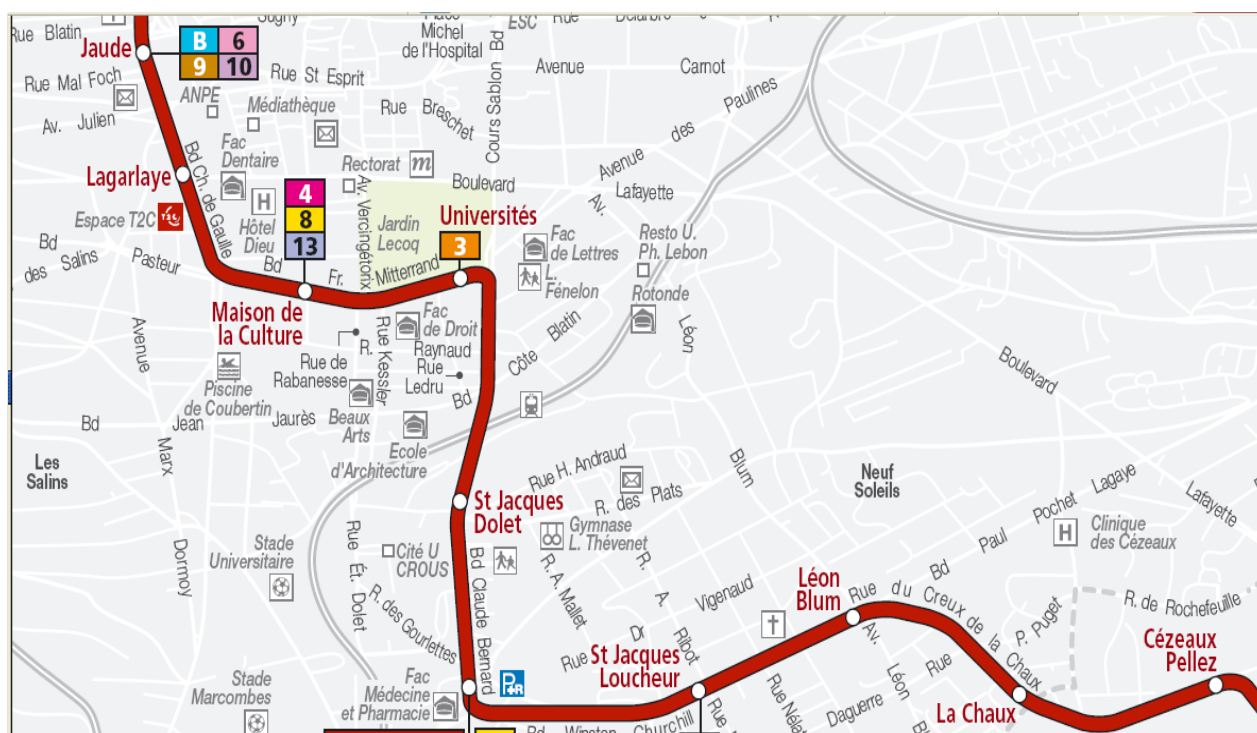 Rue Blatin
Michel
de l'Hospital
ESC
Rue
Jaude
B
6
9
10
Rue Mal Foch
Rue St Esprit
Avenue
Carnot
Cours Sablon
Bd
ANPE
Médiathèque
Rue
Breschet
Paulines
des
Avenue
Av. Julien
Fac
Dentaire
Rectorat
m
Boulevard
Lafayette
Av.
Lagarlaye
Bd Ch. de Gaulle
H
Hôtel
Dieu
4
8
13
Av. Vercingétorix
Jardin
Lecoq
Universités
3
Espace T2C
T2C
Fac
de Lettres
Resto U.
Ph. Lebon
L.
Fénelon
Rotonde
Bd
des Salins
Pasteur
Bd
Fr.
Mitterrand
Maison de
la Culture
Fac
de Droit
R.
Raynaud
Rue
Ledru
Rue Kessler
Rue de
Rabanesse
Bd
Côte
Blatin
Léon
Avenue
Piscine
de Coubertin
Boulevard
Bd
Jean
Jaurès
Beaux
Arts
Ecole
d'Architecture
Marx
Les
Salins
Rue H. Andraud
R. des Plats
Blum
Neuf
Soleils
Lafayette
St Jacques
Dolet
Gymnase
L. Thévenet
Bd
Paul
Pochet
Lagaye
H
Clinique
des Cézeaux
Stade
Universitaire
Dormoy
Rue Ét. Dolet
Cité U
CROUS
Bd Claude Bernard
R. A. Mallet
R.
A.
Ribot
Vigenaud
Léon
Blum
Rue
du Creux
de la Chaux
P. Puget
R. de Rochefeuille
R. des Gourlettes
Rue
Dr
St Jacques
Loucheur
Av.
Léon
Rue
Cézeaux
Pellez
Stade
Marcombes
Fac
Médecine
et Pharmacie
P+R
Daguerre
La Chaux
Bd
Winston
Churchill
Rue